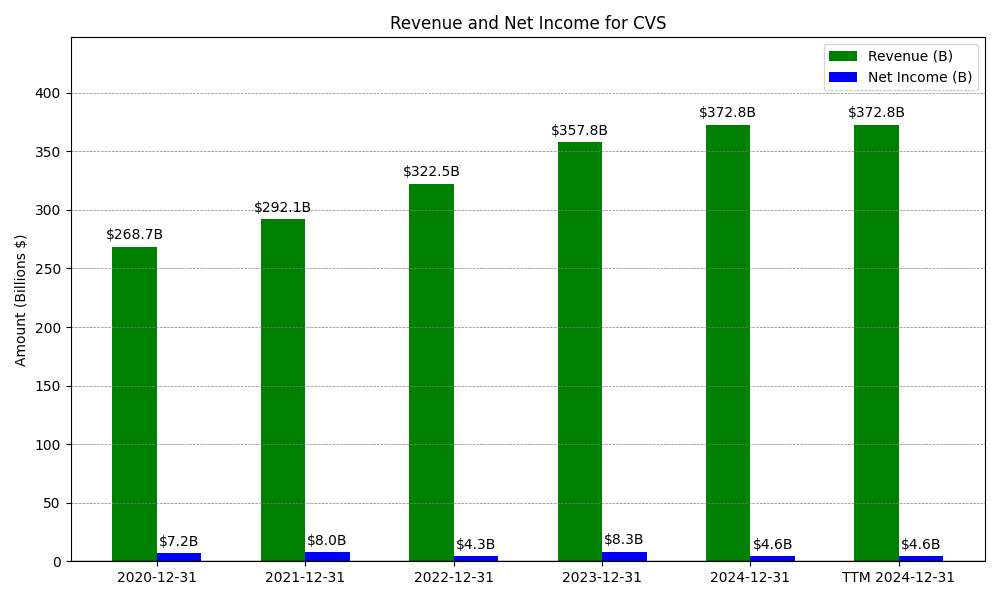 Revenue and Net Income for CVS
Revenue (B)
Net Income (B)
Amount (Billions $)
400
350
300
250
200
150
100
50
0
$268.7B
$292.1B
$322.5B
$357.8B
$372.8B
$372.8B
$7.2B
$8.0B
$4.3B
$8.3B
$4.6B
$4.6B
2020-12-31
2021-12-31
2022-12-31
2023-12-31
2024-12-31
TTM 2024-12-31